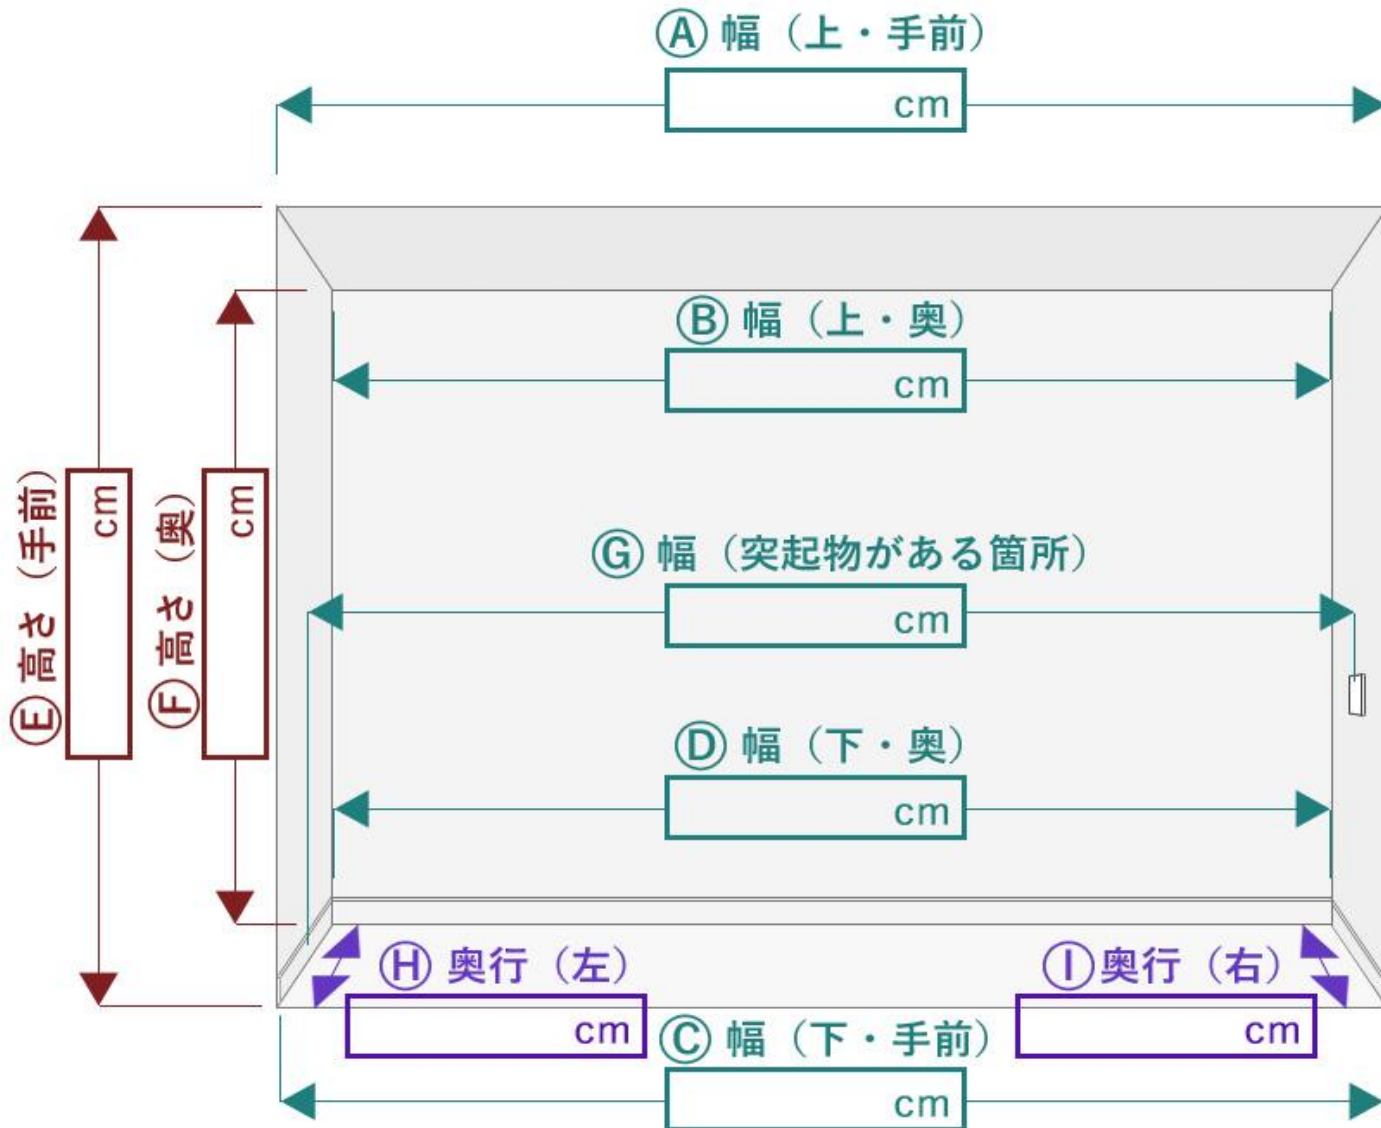 Ⓐ 幅（上・手前）
cm
Ⓑ 幅（上・奥）
cm
Ⓔ 高さ（手前）
cm
Ⓕ 高さ（奥）
cm
Ⓖ 幅（突起物がある箇所）
cm
Ⓓ 幅（下・奥）
cm
Ⓗ 奥行（左）
cm
Ⓘ 奥行（右）
cm
Ⓒ 幅（下・手前）
cm